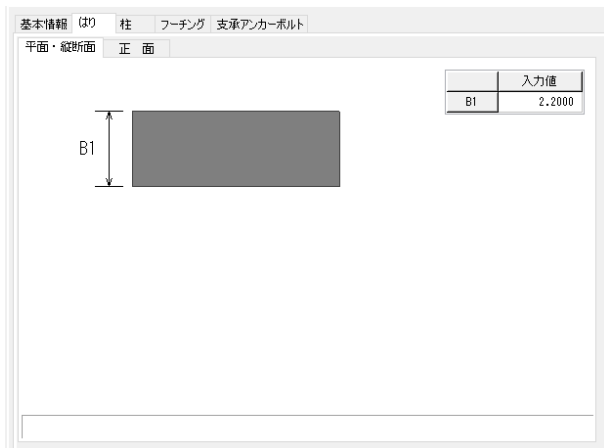 基本情報 はり 柱 フーチング 支承アンカーボルト
平面・縦断面 正 面
入力値
B1 2.2000
B1